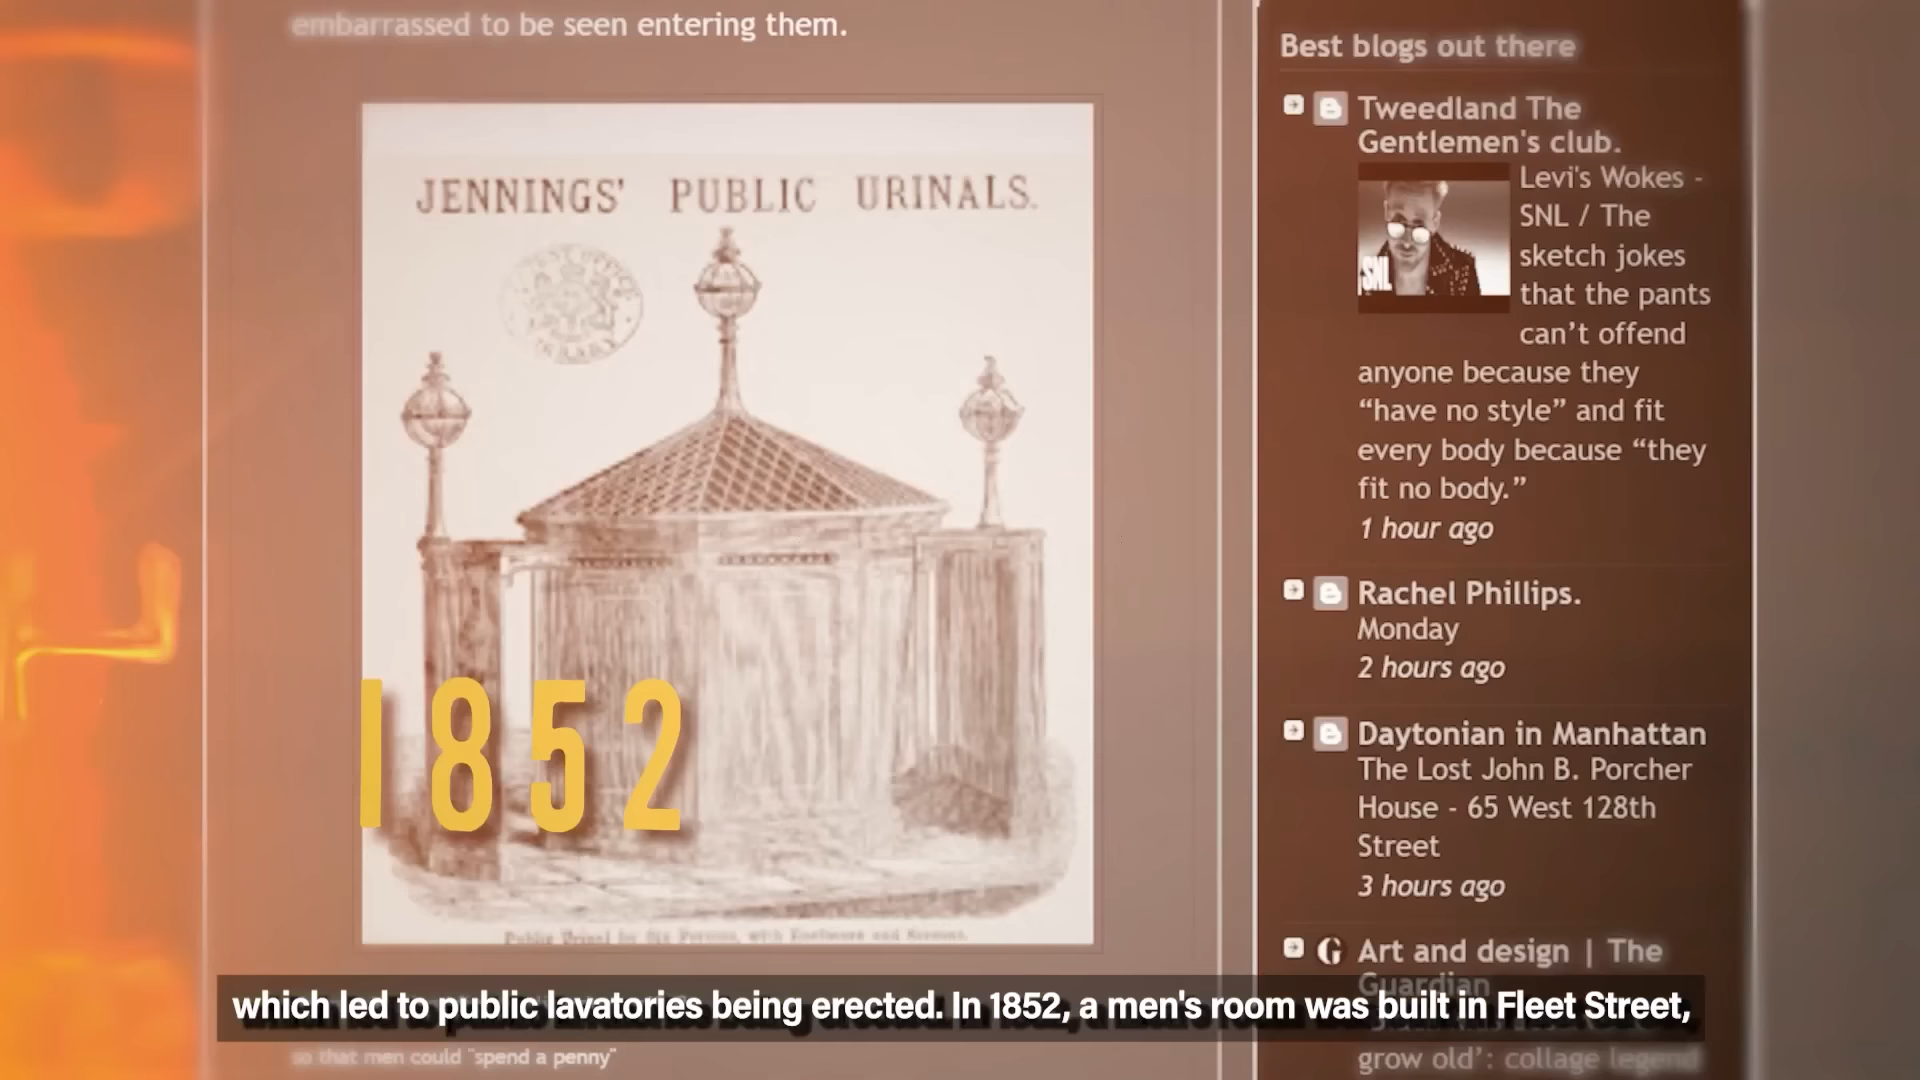 embarrassed to be seen entering them.
JENNINGS' PUBLIC URINALS.
1852
which led to public lavatories being erected. In 1852, a men's room was built in Fleet Street,
so that men could "spend a penny"
Best blogs out there
Tweedland The
Gentlemen's club.
Levi's Wokes -
SNL / The
sketch jokes
that the pants
can’t offend
anyone because they
“have no style” and fit
every body because “they
fit no body.”
1 hour ago
SNL
Rachel Phillips.
Monday
2 hours ago
Daytonian in Manhattan
The Lost John B. Porcher
House - 65 West 128th
Street
3 hours ago
Art and design | The
Guardian
grow old’: collage legend